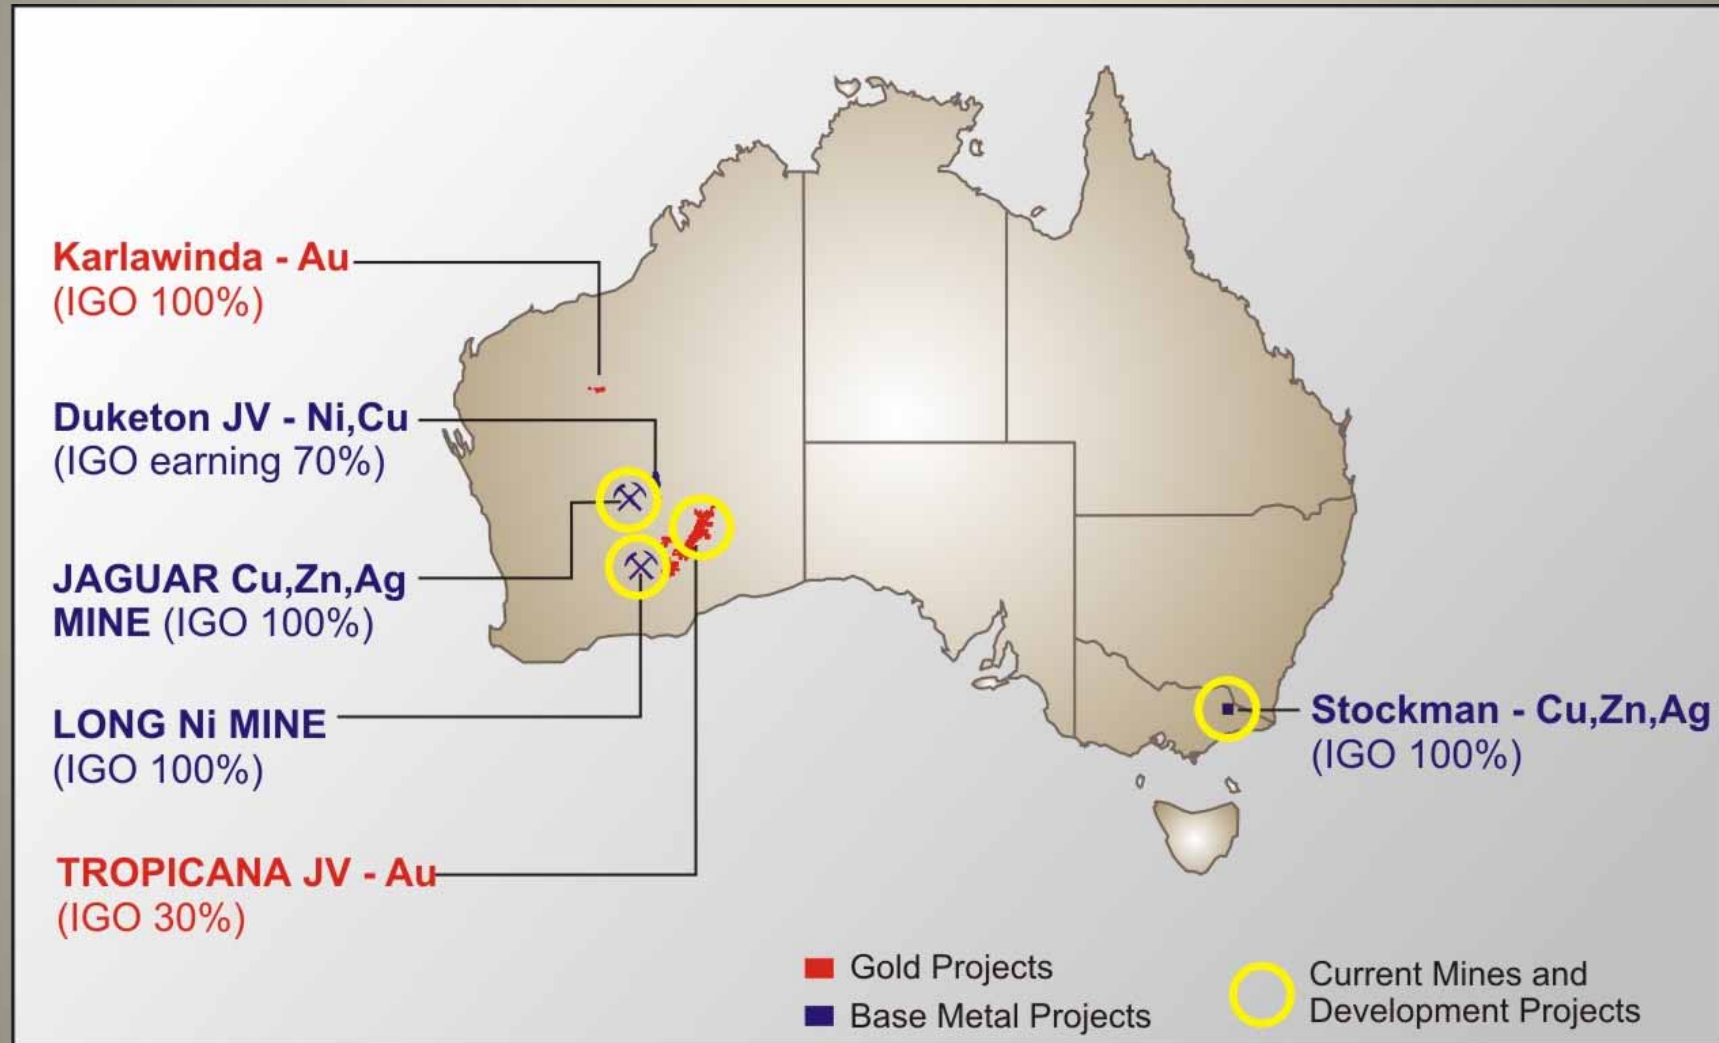 Karlawinda - Au
(IGO 100%)
Duketon JV - Ni,Cu
(IGO earning 70%)
JAGUAR Cu,Zn,Ag
MINE (IGO 100%)
LONG Ni MINE
(IGO 100%)
TROPICANA JV - Au
(IGO 30%)
Stockman - Cu,Zn,Ag
(IGO 100%)
Gold Projects
Base Metal Projects
Current Mines and
Development Projects